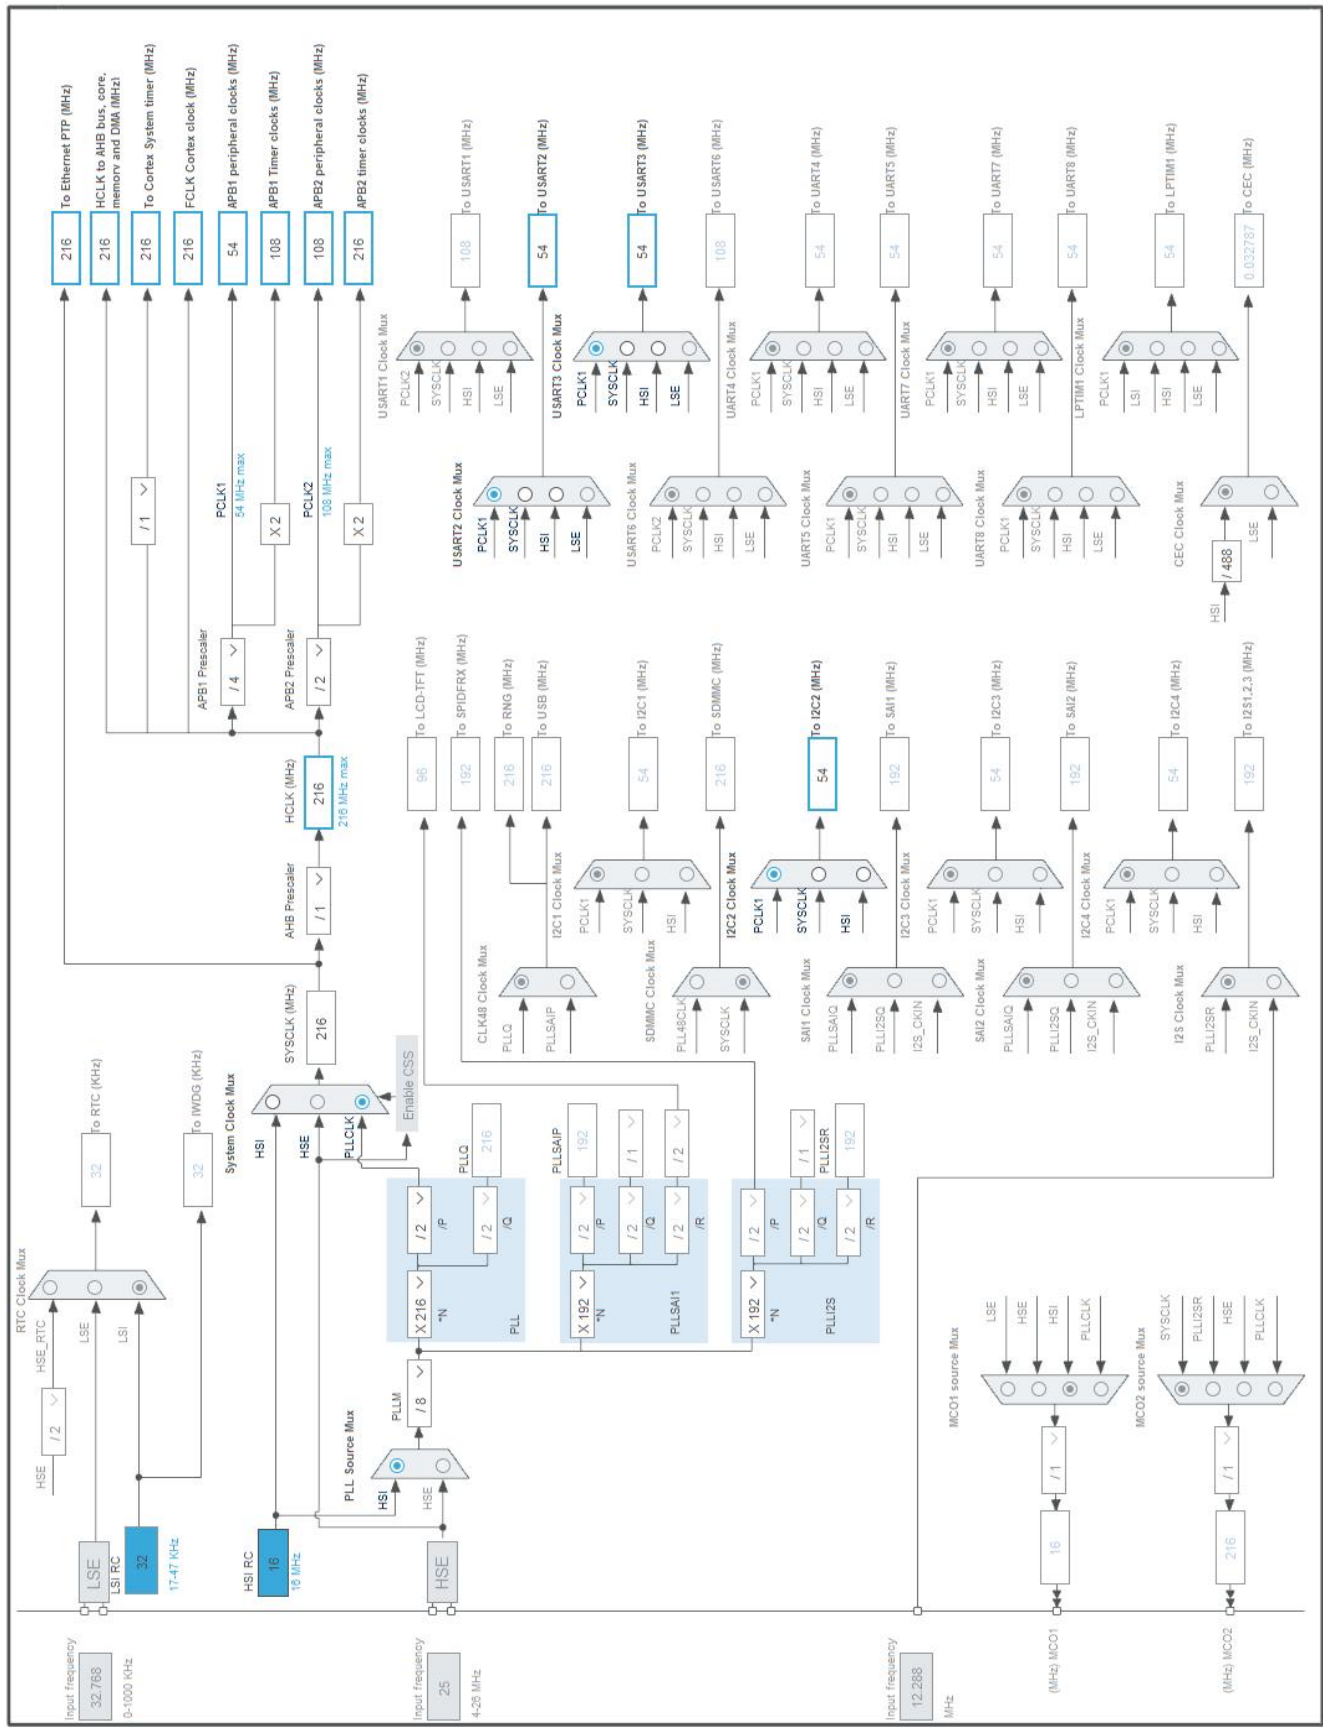 Input frequency
32.768
0-1000 KHz
LSE
LSI RC
32
17-47 KHz
HSE
/ 2
HSE_RTC
LSE
LSI
RTC Clock Mux
32
To RTC (KHz)
32
To IWDG (KHz)
HSI RC
16
16 MHz
Input frequency
25
4-26 MHz
HSE
PLL Source Mux
HSI
HSE
PLLM
/ 8
X 216
*N
PLL
/ 2
/P
/ 2
/Q
PLLQ
216
X 192
*N
PLLSAI1
/ 2
/P
/ 2
/Q
/ 2
/R
PLLSAIP
192
/ 1
/ 2
X 192
*N
PLLI2S
/ 2
/P
/ 2
/Q
/ 2
/R
/ 1
PLLI2SR
192
System Clock Mux
HSI
HSE
PLLCLK
Enable CSS
SYSCLK (MHz)
216
AHB Prescaler
/ 1
HCLK (MHz)
216
216 MHz max
APB1 Prescaler
/ 4
APB2 Prescaler
/ 2
/ 1
PCLK1
54 MHz max
X 2
PCLK2
108 MHz max
X 2
216
To Ethernet PTP (MHz)
216
HCLK to AHB bus, core,
memory and DMA (MHz)
216
To Cortex System timer (MHz)
216
FCLK Cortex clock (MHz)
54
APB1 peripheral clocks (MHz)
108
APB1 Timer clocks (MHz)
108
APB2 peripheral clocks (MHz)
216
APB2 timer clocks (MHz)
96
To LCD-TFT (MHz)
192
To SPIDFRX (MHz)
216
To RNG (MHz)
216
To USB (MHz)
CLK48 Clock Mux
PLLQ
PLLSAIP
I2C1 Clock Mux
PCLK1
SYSCLK
HSI
54
To I2C1 (MHz)
SDMMC Clock Mux
PLL48CLK
SYSCLK
216
To SDMMC (MHz)
I2C2 Clock Mux
PCLK1
SYSCLK
HSI
54
To I2C2 (MHz)
SAI1 Clock Mux
PLLSAIQ
PLLI2SQ
I2S_CKIN
192
To SAI1 (MHz)
I2C3 Clock Mux
PCLK1
SYSCLK
HSI
54
To I2C3 (MHz)
SAI2 Clock Mux
PLLSAIQ
PLLI2SQ
I2S_CKIN
192
To SAI2 (MHz)
I2C4 Clock Mux
PCLK1
SYSCLK
HSI
54
To I2C4 (MHz)
I2S Clock Mux
PLLI2SR
I2S_CKIN
192
To I2S1,2,3 (MHz)
USART1 Clock Mux
PCLK2
SYSCLK
HSI
LSE
108
To USART1 (MHz)
USART2 Clock Mux
PCLK1
SYSCLK
HSI
LSE
54
To USART2 (MHz)
USART3 Clock Mux
PCLK1
SYSCLK
HSI
LSE
54
To USART3 (MHz)
USART6 Clock Mux
PCLK2
SYSCLK
HSI
LSE
108
To USART6 (MHz)
UART4 Clock Mux
PCLK1
SYSCLK
HSI
LSE
54
To UART4 (MHz)
UART5 Clock Mux
PCLK1
SYSCLK
HSI
LSE
54
To UART5 (MHz)
UART7 Clock Mux
PCLK1
SYSCLK
HSI
LSE
54
To UART7 (MHz)
UART8 Clock Mux
PCLK1
SYSCLK
HSI
LSE
54
To UART8 (MHz)
LPTIM1 Clock Mux
PCLK1
LSI
HSI
LSE
54
To LPTIM1 (MHz)
CEC Clock Mux
HSI
/ 488
LSE
0.032787
To CEC (MHz)
Input frequency
12.288
MHz
(MHz) MCO1
16
/ 1
MCO1 source Mux
LSE
HSE
HSI
PLLCLK
(MHz) MCO2
216
/ 1
MCO2 source Mux
SYSCLK
PLLI2SR
HSE
PLLCLK